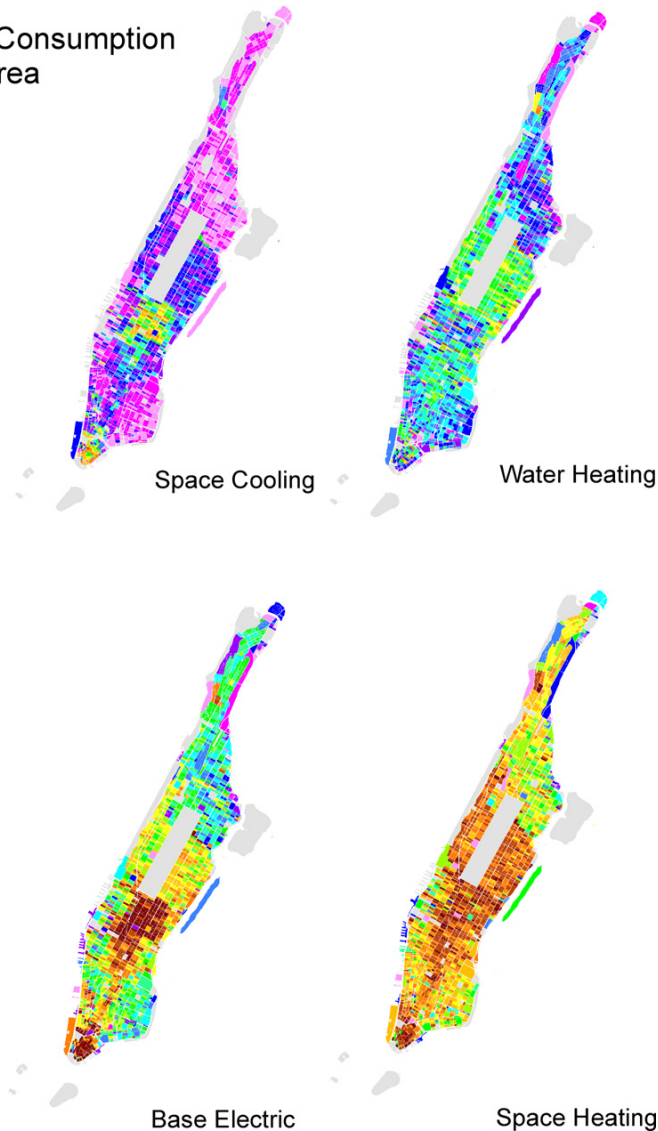 Consumption
rea
Space Cooling
Water Heating
Base Electric
Space Heating